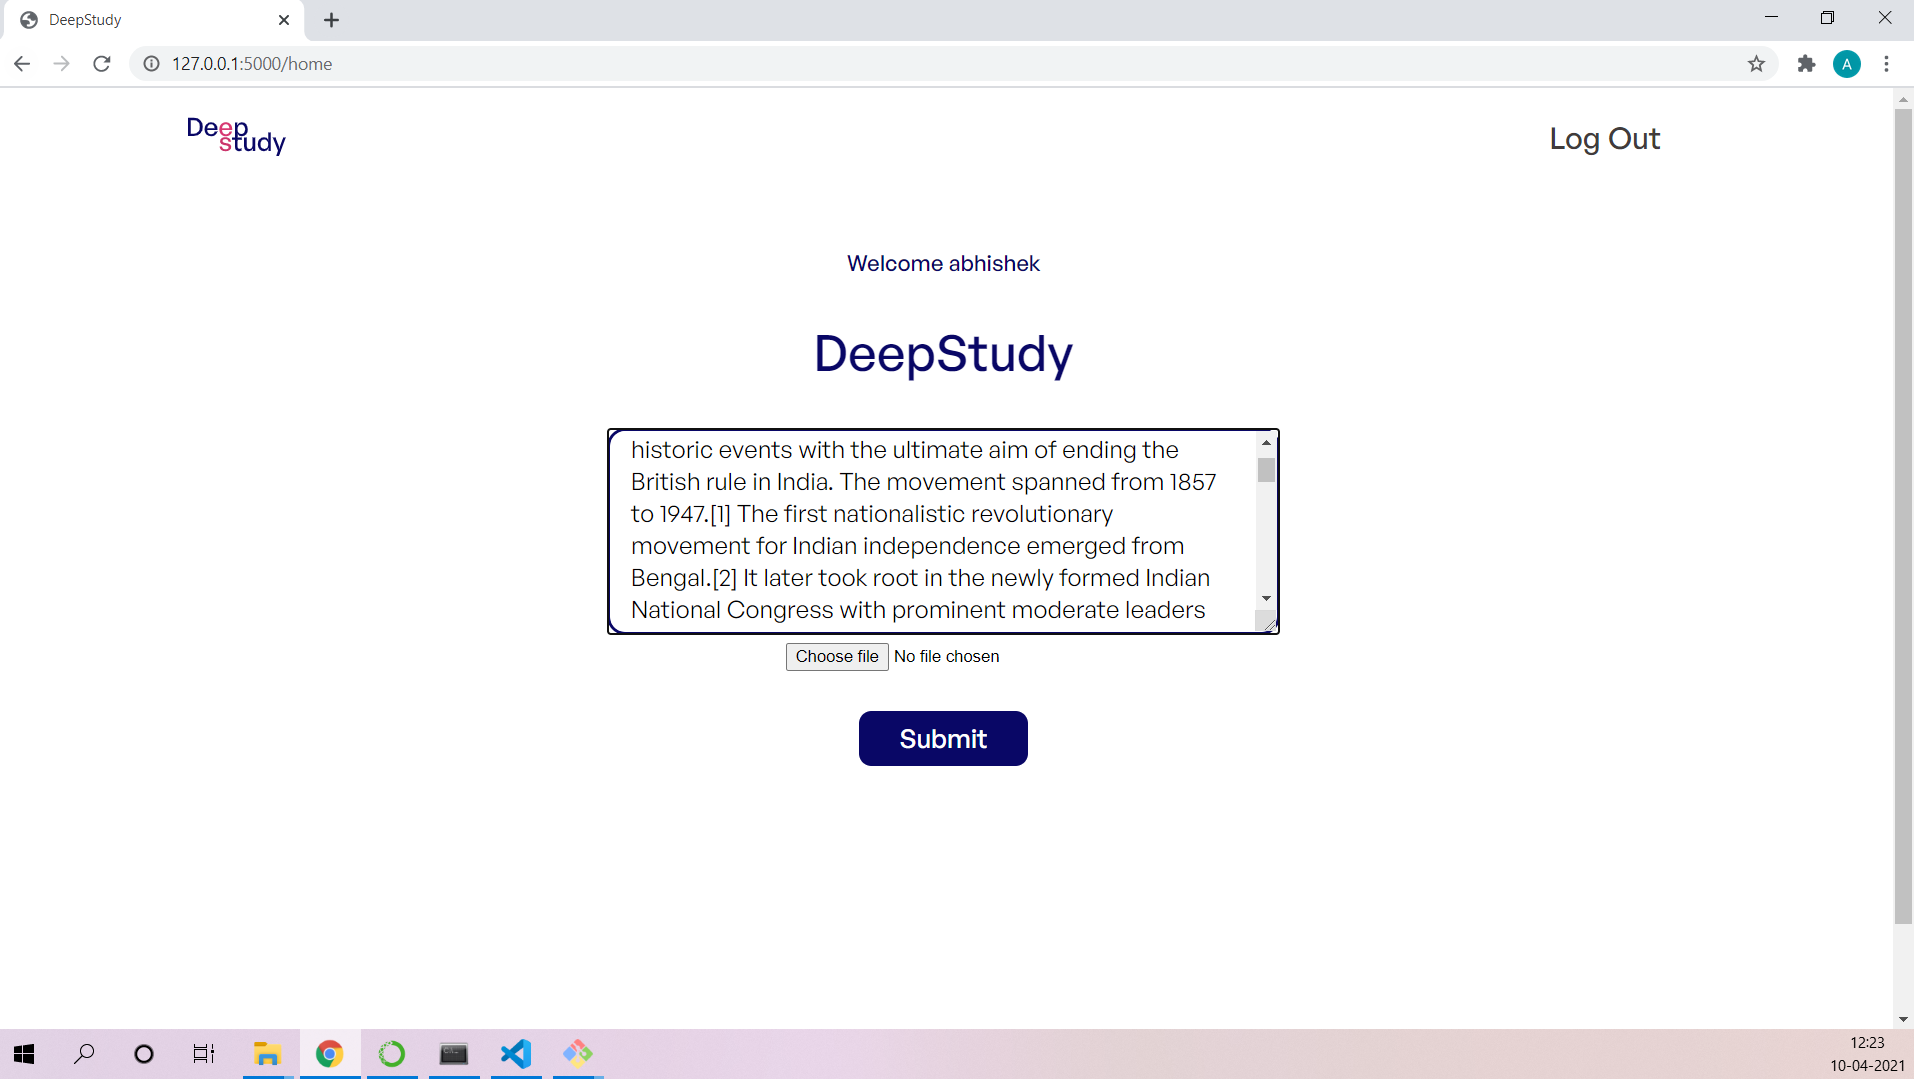 DeepStudy
127.0.0.1:5000/home
A
Deep
study
Log Out
Welcome abhishek
DeepStudy
historic events with the ultimate aim of ending the
British rule in India. The movement spanned from 1857
to 1947.[1] The first nationalistic revolutionary
movement for Indian independence emerged from
Bengal.[2] It later took root in the newly formed Indian
National Congress with prominent moderate leaders
Choose file No file chosen
Submit
12:23
10-04-2021